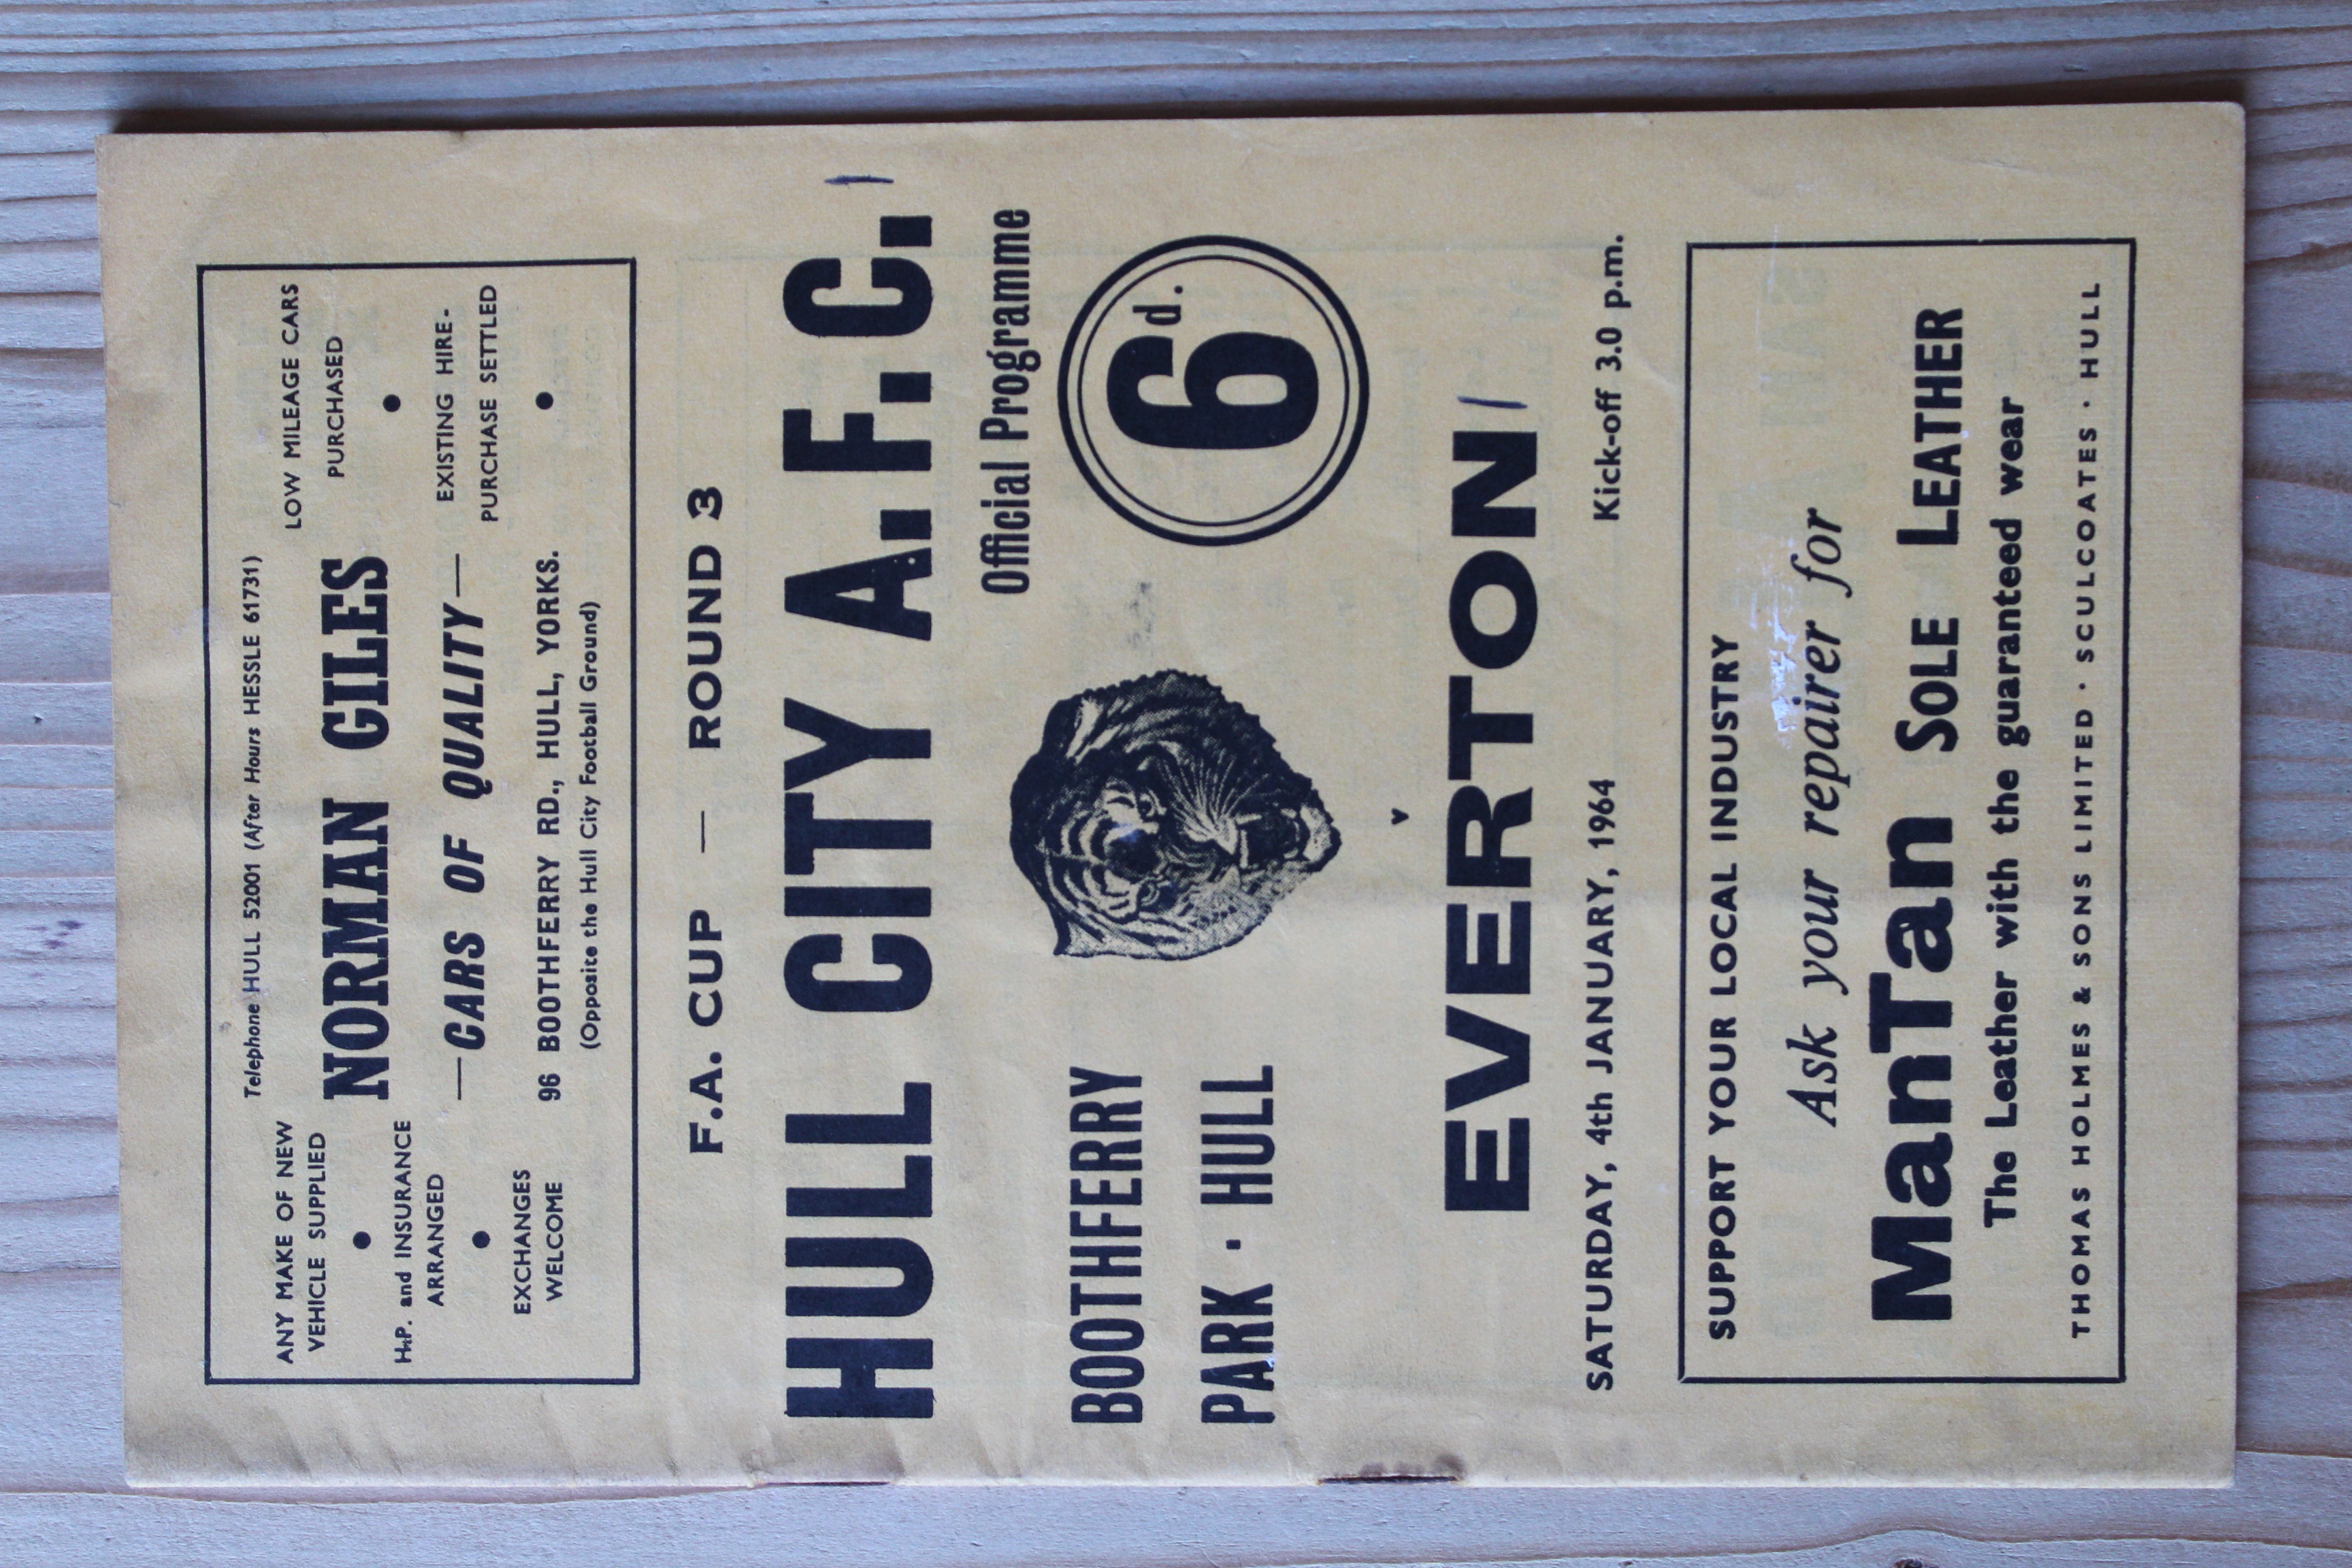 Telephone HULL 52001 (After Hours HESSLE 61731)
ANY MAKE OF NEW
VEHICLE SUPPLIED
●
H.P. and INSURANCE
ARRANGED
●
EXCHANGES
WELCOME
NORMAN GILES
—CARS OF QUALITY—
96 BOOTHFERRY RD., HULL, YORKS.
(Opposite the Hull City Football Ground)
LOW MILEAGE CARS
PURCHASED
●
EXISTING HIRE-
PURCHASE SETTLED
●
F.A. CUP — ROUND 3
HULL CITY A.F.C.
Official Programme
BOOTHFERRY
PARK · HULL
6d.
v
EVERTON
SATURDAY, 4th JANUARY, 1964
Kick-off 3.0 p.m.
SUPPORT YOUR LOCAL INDUSTRY
Ask your repairer for
ManTan SOLE LEATHER
The Leather with the guaranteed wear
THOMAS HOLMES & SONS LIMITED · SCULCOATES · HULL